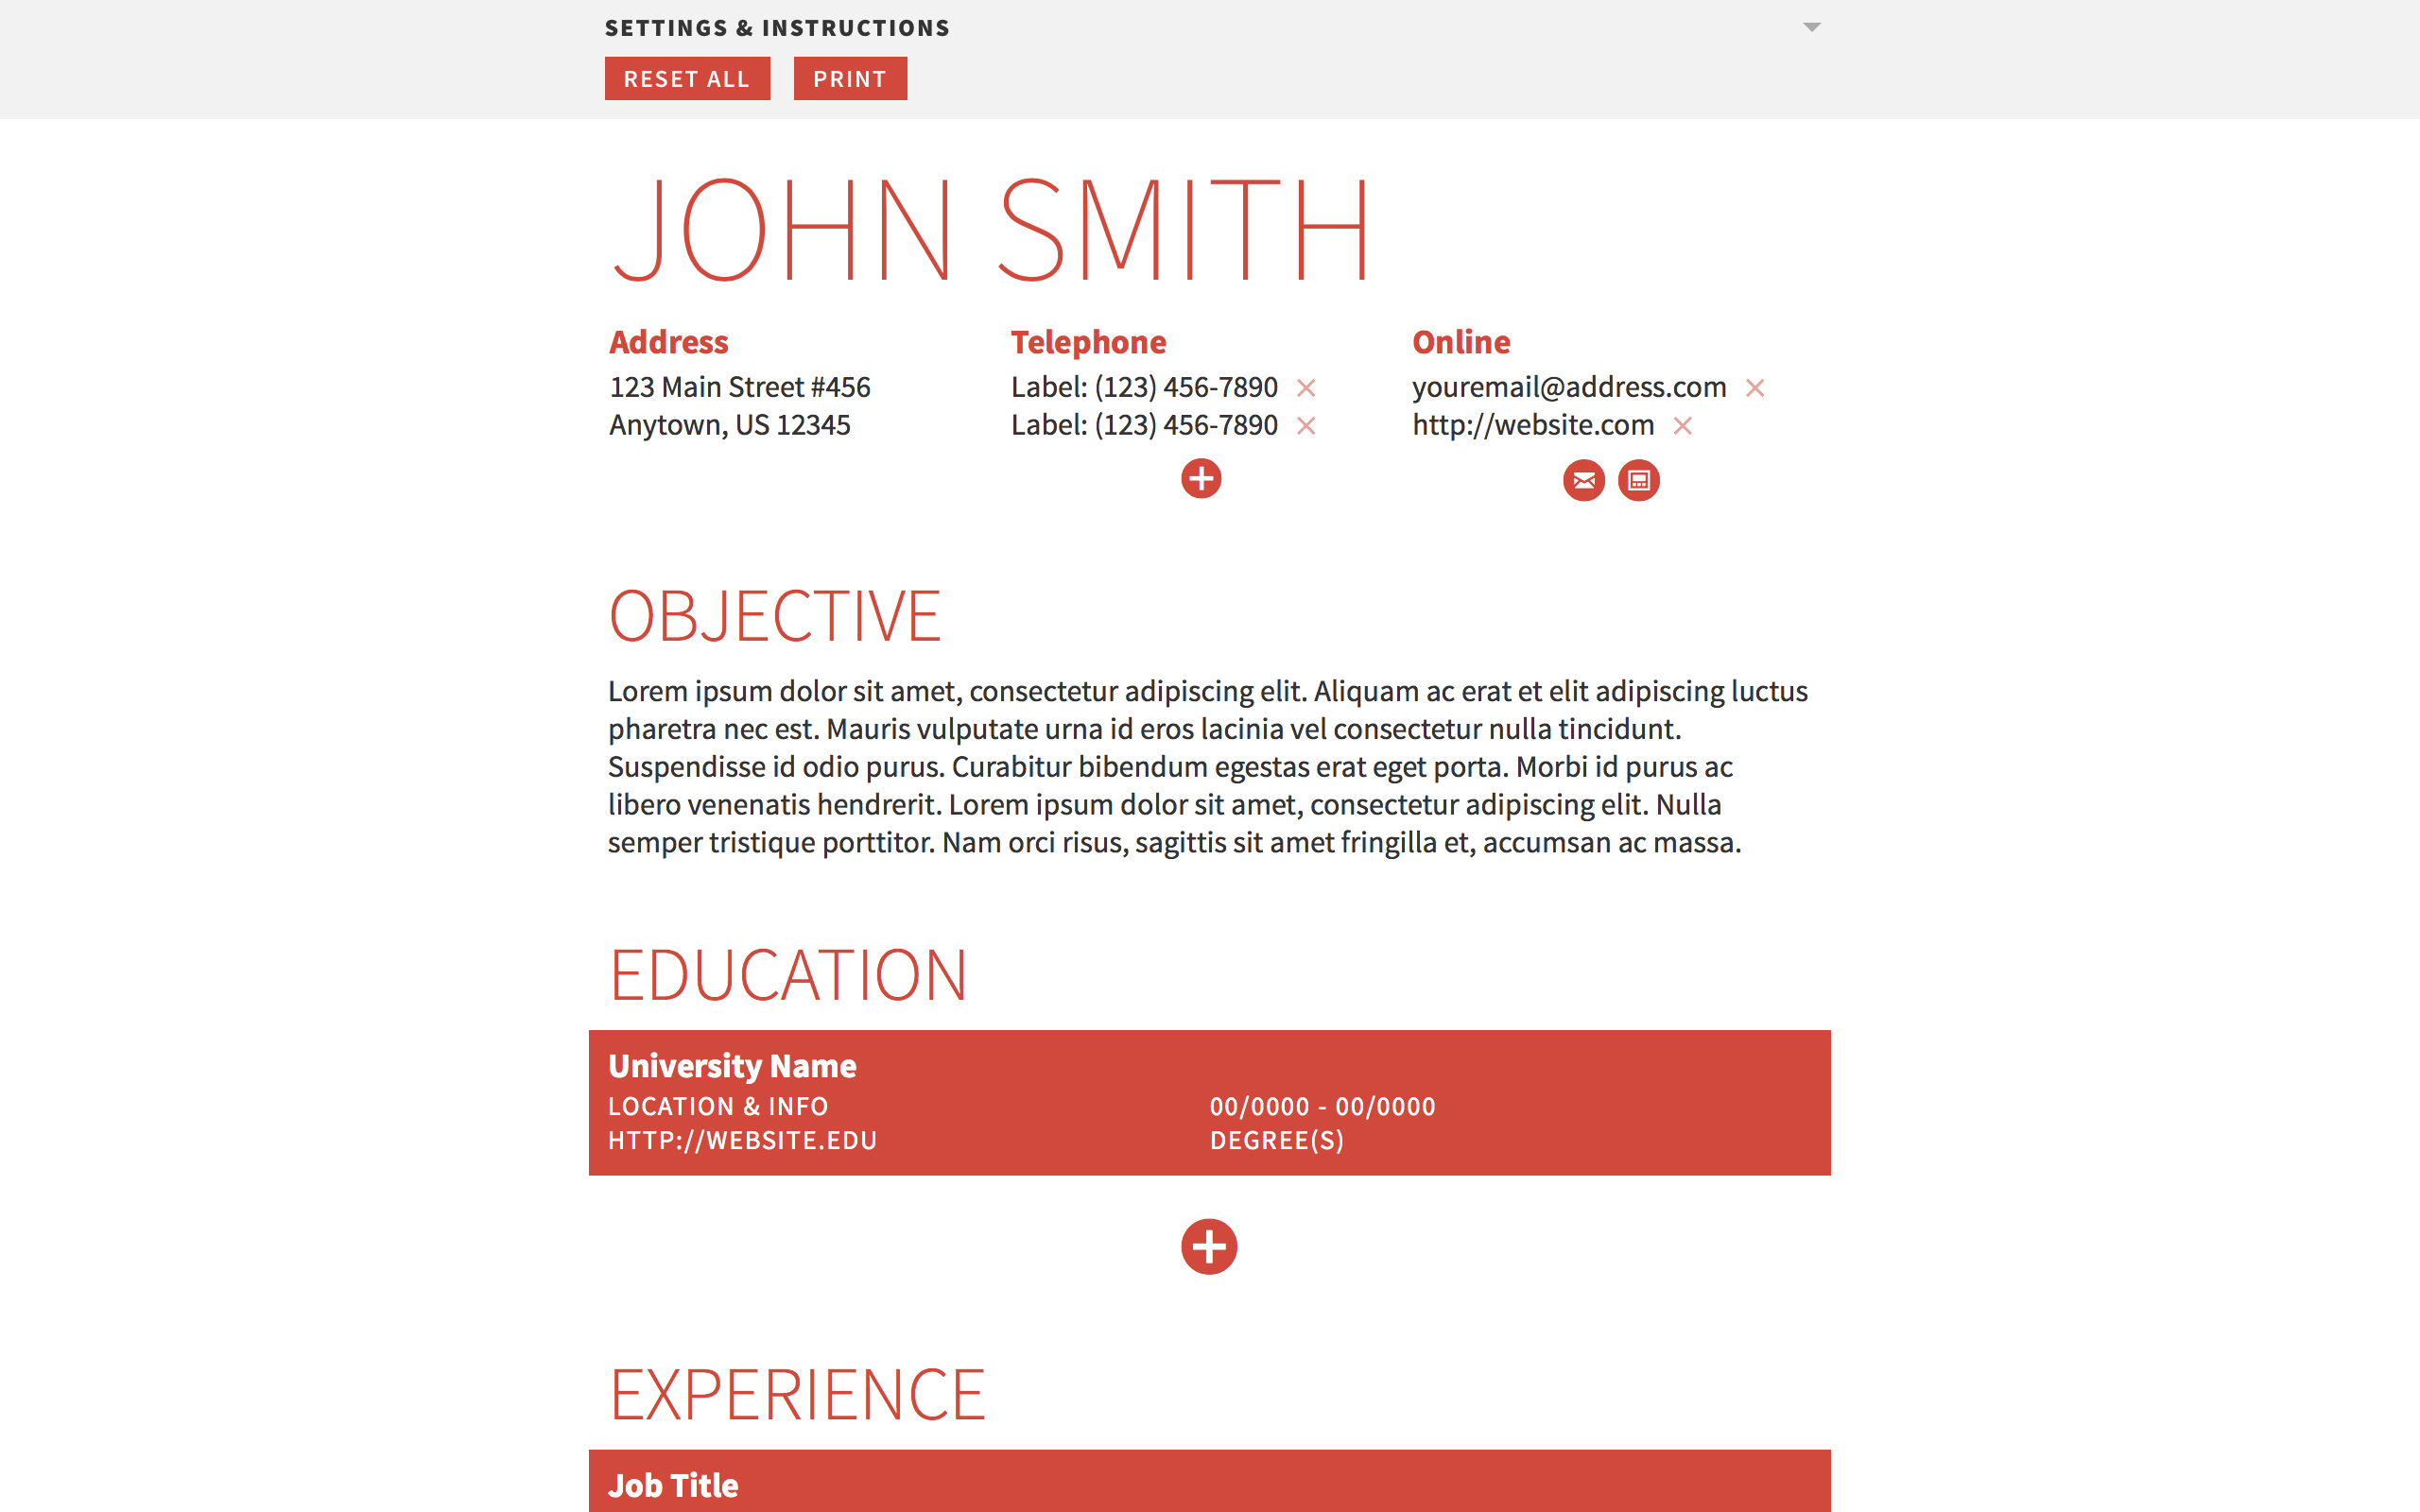 SETTINGS & INSTRUCTIONS
RESET ALL PRINT
JOHN SMITH
Address
123 Main Street #456
Anytown, US 12345
Telephone
Label: (123) 456-7890
Label: (123) 456-7890
Online
youremail@address.com
http://website.com
OBJECTIVE
Lorem ipsum dolor sit amet, consectetur adipiscing elit. Aliquam ac erat et elit adipiscing luctus
pharetra nec est. Mauris vulputate urna id eros lacinia vel consectetur nulla tincidunt.
Suspendisse id odio purus. Curabitur bibendum egestas erat eget porta. Morbi id purus ac
libero venenatis hendrerit. Lorem ipsum dolor sit amet, consectetur adipiscing elit. Nulla
semper tristique porttitor. Nam orci risus, sagittis sit amet fringilla et, accumsan ac massa.
EDUCATION
University Name
LOCATION & INFO
HTTP://WEBSITE.EDU
00/0000 - 00/0000
DEGREE(S)
EXPERIENCE
Job Title